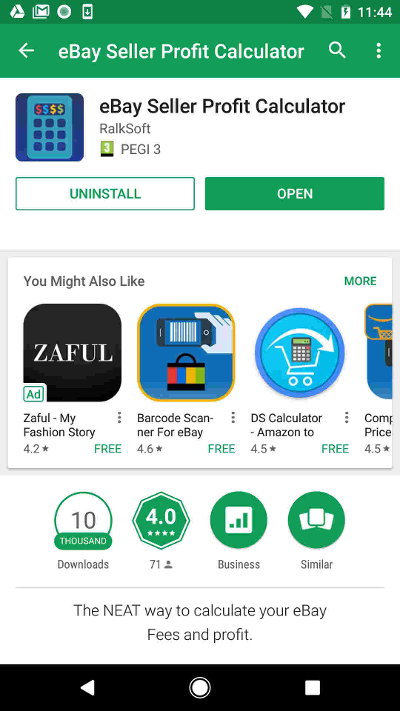 11:44
eBay Seller Profit Calculator
$$$$
eBay Seller Profit Calculator
RalkSoft
3 PEGI 3
UNINSTALL
OPEN
You Might Also Like
MORE
ZAFUL
Ad
Zaful - My
Fashion Story
4.2★ FREE
Barcode Scan-
ner For eBay
4.6★ FREE
DS Calculator
- Amazon to
4.5★ FREE
Comp
Price
4.5★
10
THOUSAND
Downloads
4.0
★★★★
71
Business
Similar
The NEAT way to calculate your eBay
Fees and profit.